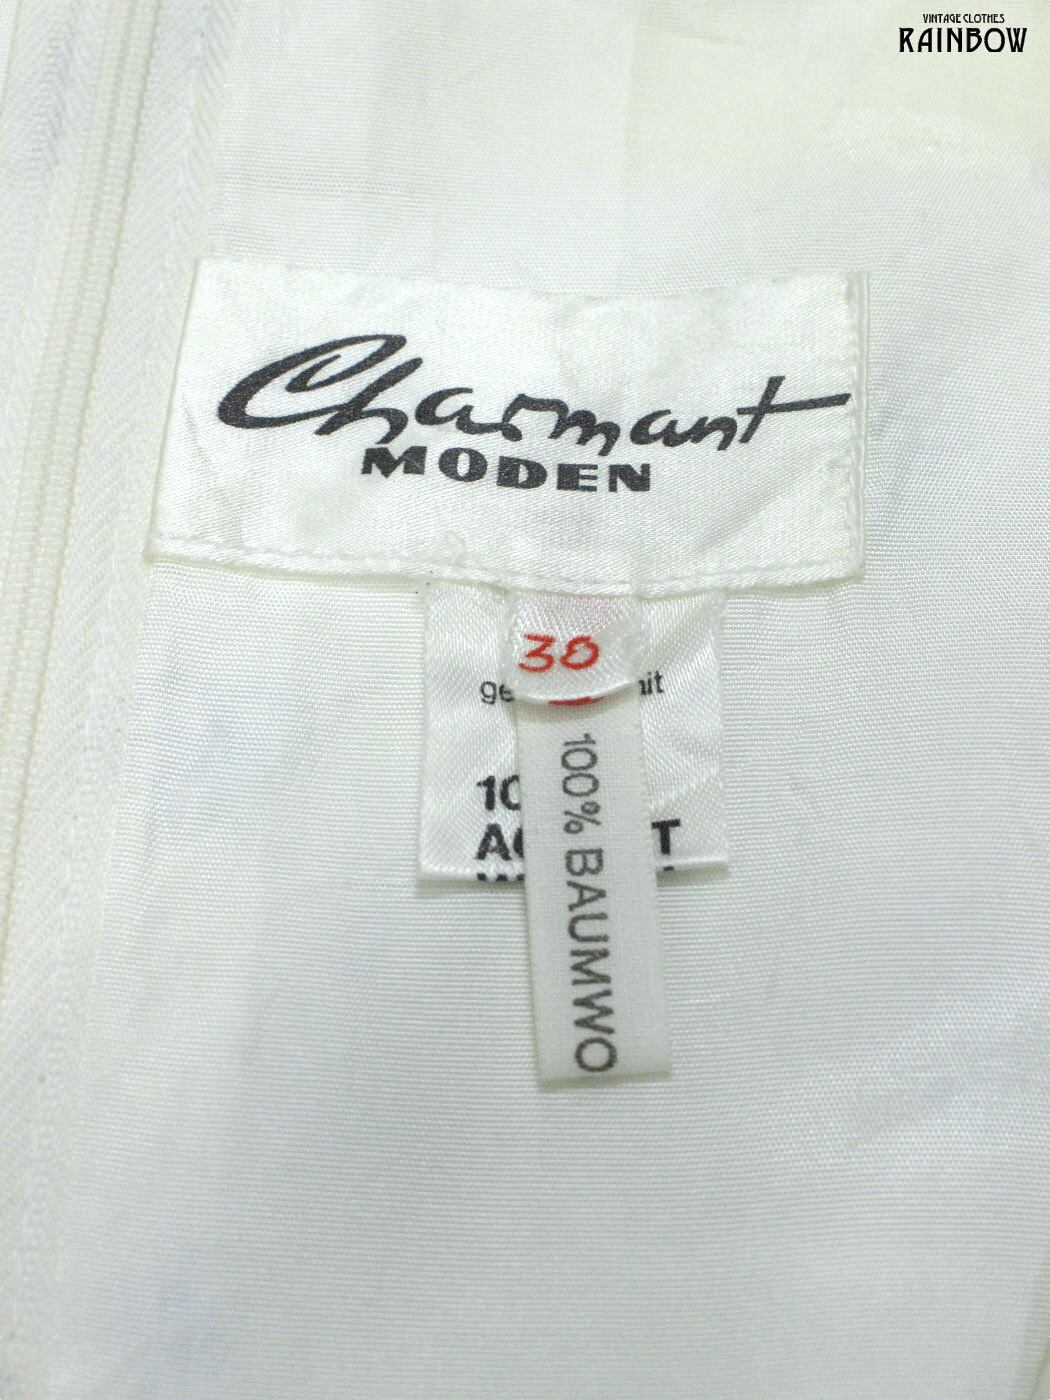 VINTAGE CLOTHES
RAINBOW
Charmant
MODEN
38
100% BAUMWO